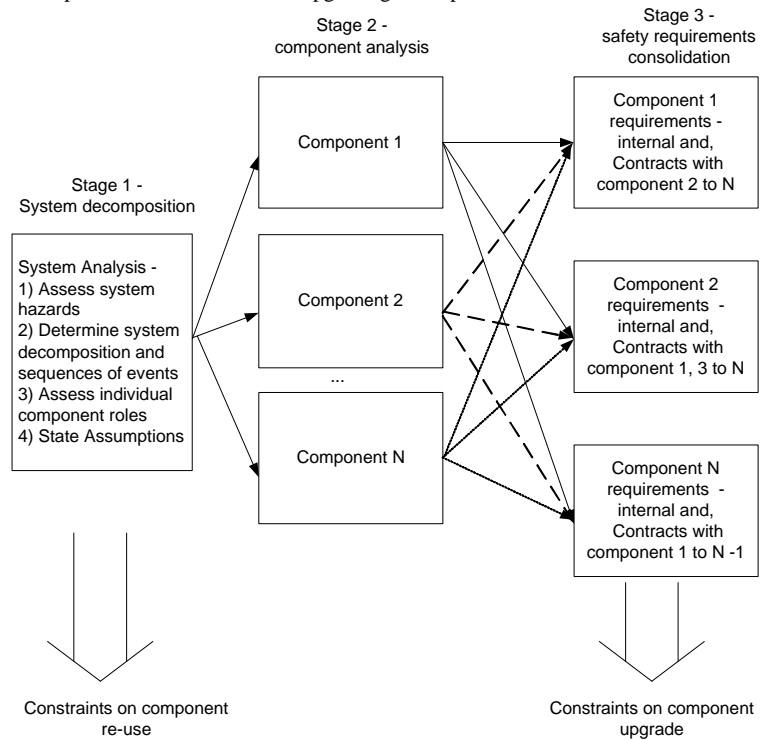 Stage 2 -
component analysis
Stage 3 -
safety requirements
consolidation
Stage 1 -
System decomposition
System Analysis -
1) Assess system
hazards
2) Determine system
decomposition and
sequences of events
3) Assess individual
component roles
4) State Assumptions
Component 1
Component 2
...
Component N
Component 1
requirements -
internal and,
Contracts with
component 2 to N
Component 2
requirements -
internal and,
Contracts with
component 1, 3 to N
Component N
requirements -
internal and,
Contracts with
component 1 to N -1
Constraints on component
re-use
Constraints on component
upgrade